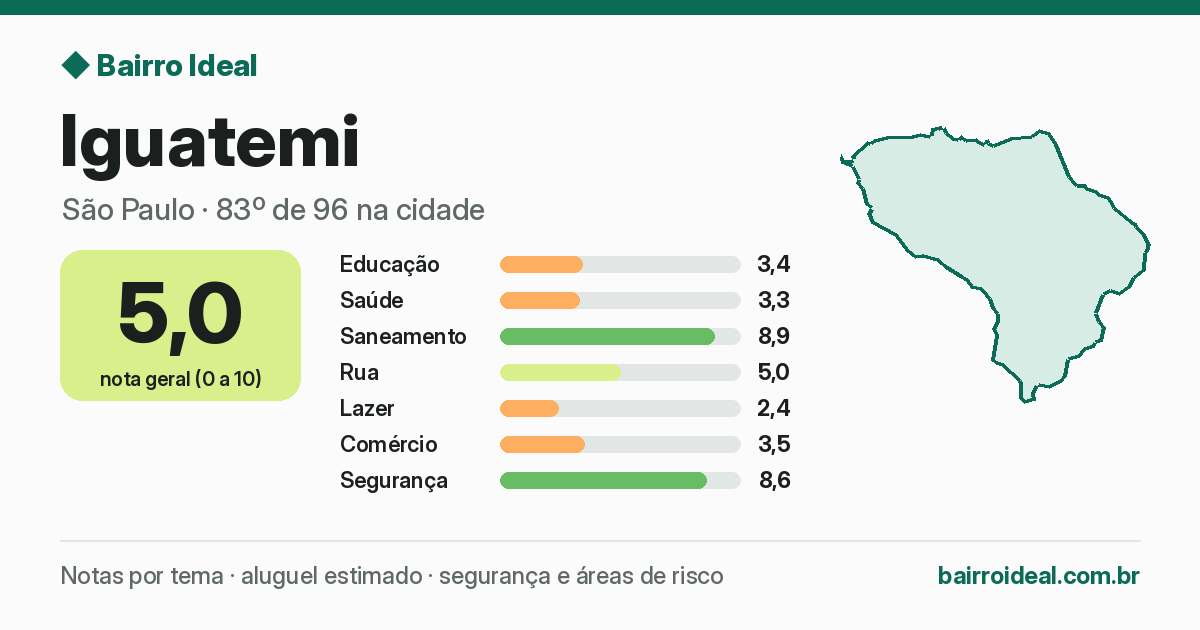 Bairro Ideal
Iguatemi
São Paulo · 83º de 96 na cidade
5,0
nota geral (0 a 10)
Educação 3,4
Saúde 3,3
Saneamento 8,9
Rua 5,0
Lazer 2,4
Comércio 3,5
Segurança 8,6
Notas por tema · aluguel estimado · segurança e áreas de risco
bairroideal.com.br